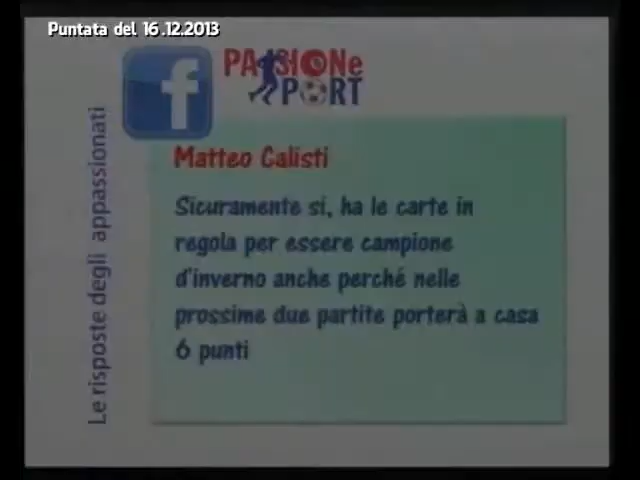 Puntata del 16.12.2013
PASSIONe
SPORT
Le risposte degli appassionati
Matteo Calisti
Sicuramente si, ha le carte in
regola per essere campione
d'inverno anche perché nelle
prossime due partite porterà a casa
6 punti